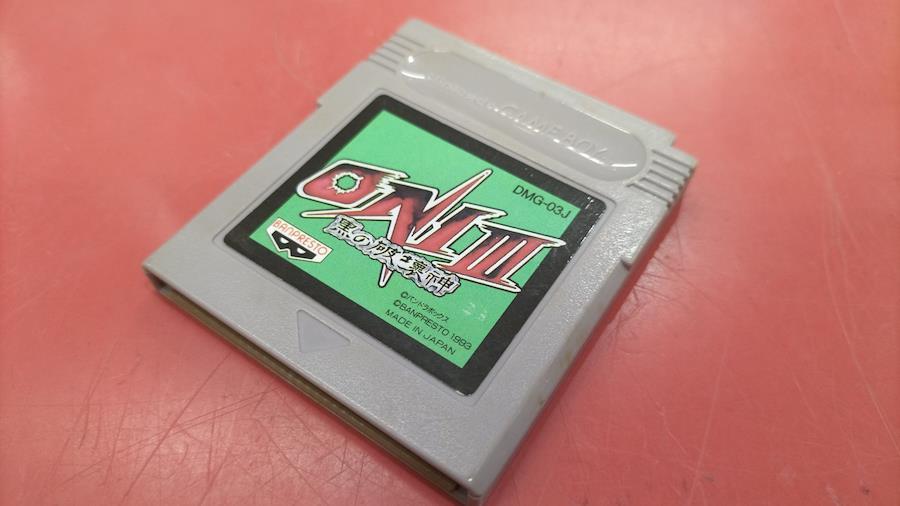 Nintendo GAME BOY
DMG-03J
ONI III
黒の破壊神
BANPRESTO
©パンドラボックス
©BANPRESTO 1993
MADE IN JAPAN